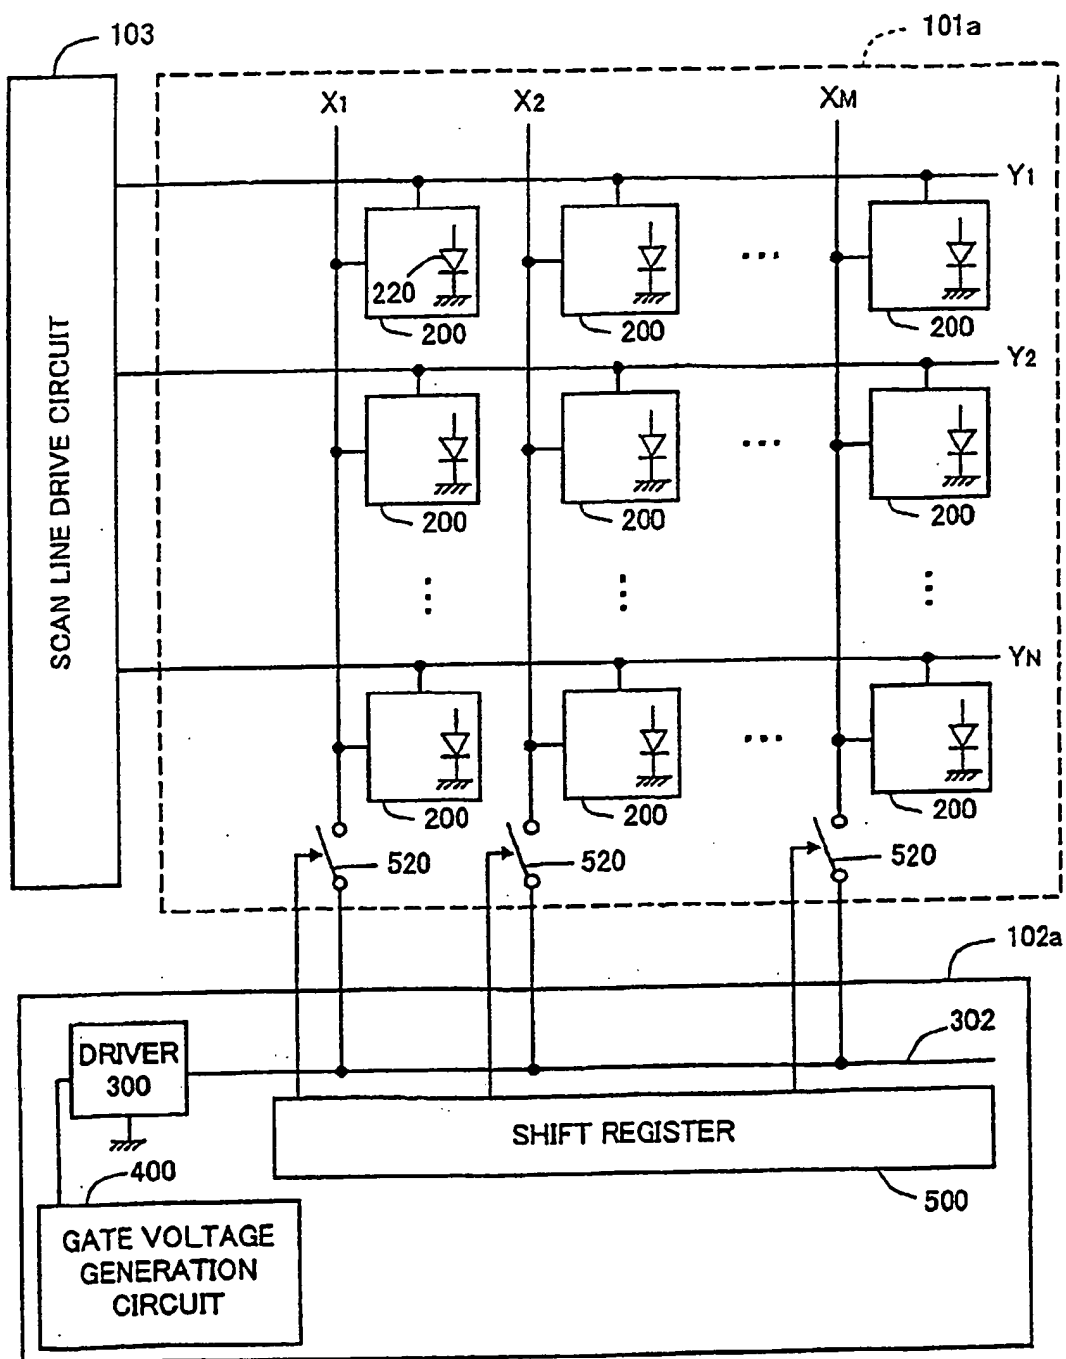 103
101a
X1
X2
XM
Y1
220
200
200
200
Y2
200
200
200
SCAN LINE DRIVE CIRCUIT
YN
200
200
200
520
520
520
102a
302
DRIVER
300
SHIFT REGISTER
400
500
GATE VOLTAGE
GENERATION
CIRCUIT